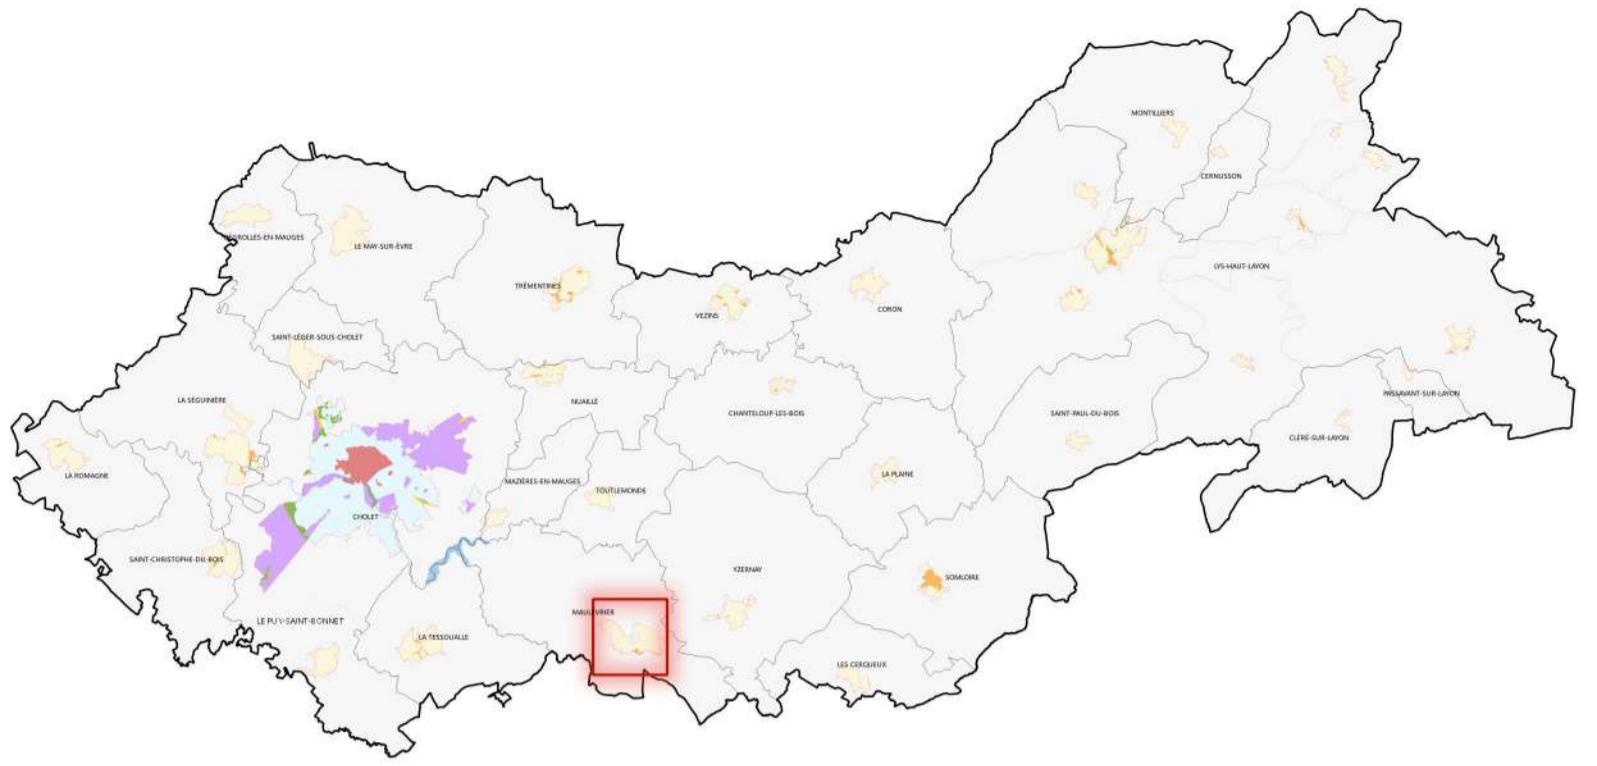 MONTILLIERS
CERNUSSON
LE MAY-SUR-ÈVRE
LYS-HAUT-LAYON
TRÉMENTINES
VEZINS
CORON
SAINT-LÉGER-SOUS-CHOLET
LA SÉGUINIÈRE
NUAILLÉ
CHANTELOUP-LES-BOIS
SAINT-PAUL-DU-BOIS
PASSAVANT-SUR-LAYON
CLÉRÉ-SUR-LAYON
LA ROMAGNE
LA PLAINE
MAZIÈRES-EN-MAUGES
TOUTLEMONDE
CHOLET
SAINT-CHRISTOPHE-DU-BOIS
YZERNAY
SOMLOIRE
LE PUY-SAINT-BONNET
LA TESSOUALLE
LES CERQUEUX